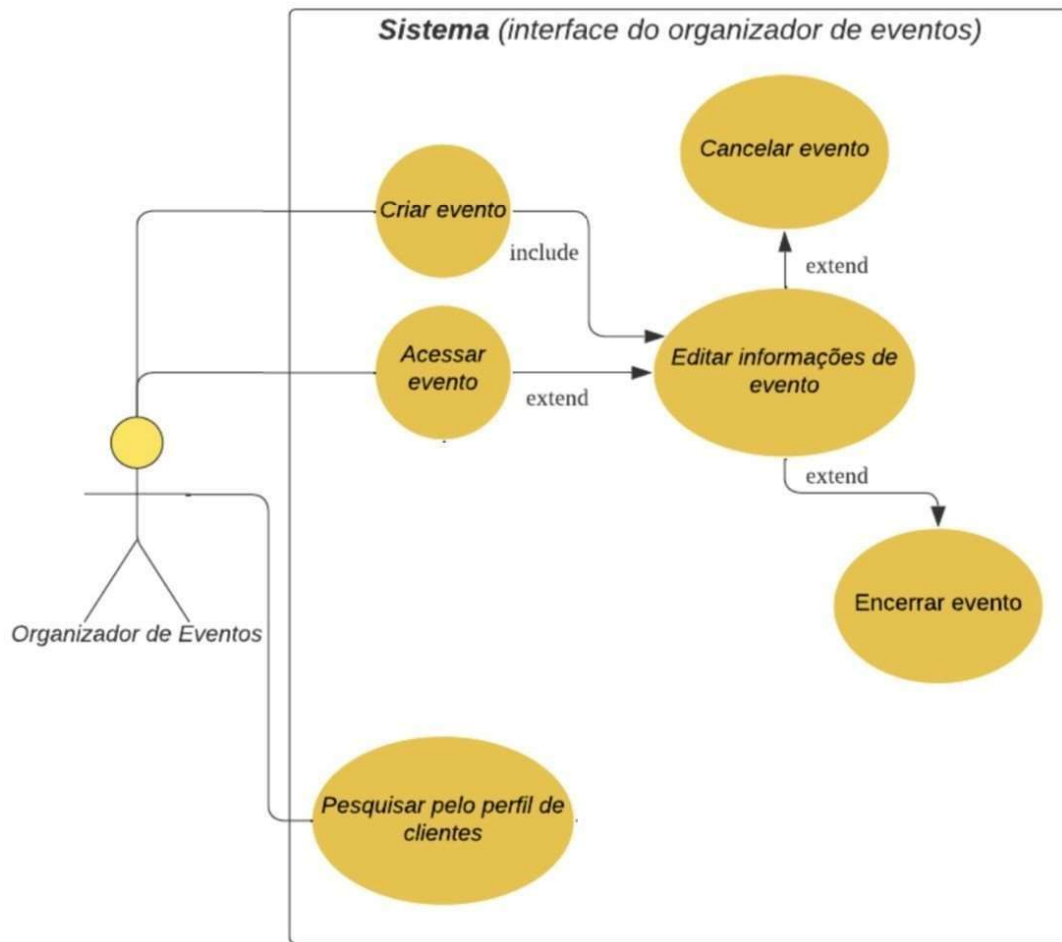 Sistema (interface do organizador de eventos)
Cancelar evento
Criar evento
include
extend
Acessar
evento
extend
Editar informações de
evento
extend
Encerrar evento
Organizador de Eventos
Pesquisar pelo perfil de
clientes